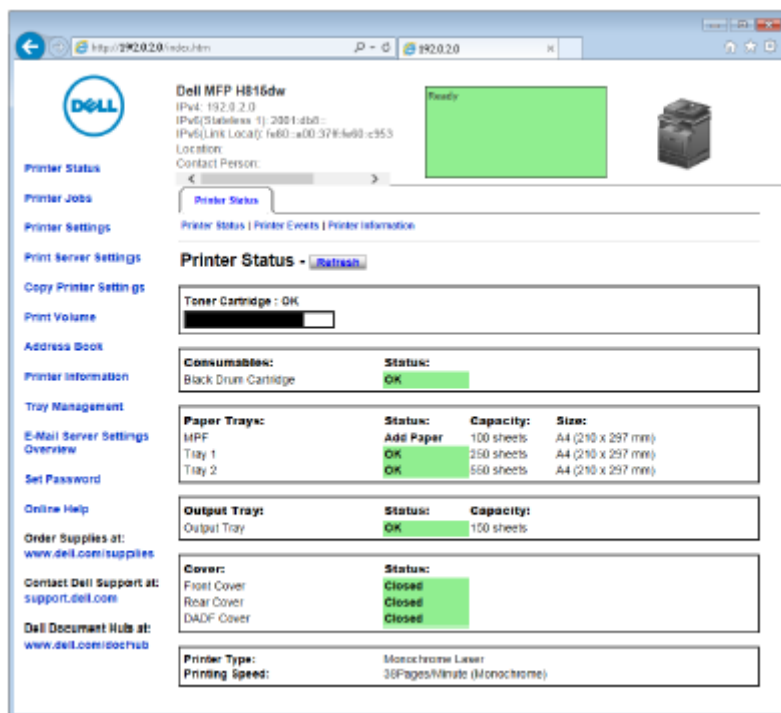 http://192.0.2.0/index.htm
192.0.2.0
DELL
Dell MFP H815dw
IPv4: 192.0.2.0
IPv6(Stateless 1): 2001:db8::
IPv6(Link Local):
Location:
Contact Person:
Ready
Printer Status
Printer Jobs
Printer Settings
Print Server Settings
Copy Printer Settings
Print Volume
Address Book
Printer Information
Tray Management
E-Mail Server Settings
Overview
Set Password
Online Help
Order Supplies at:
www.dell.com/supplies
Contact Dell Support at:
support.dell.com
Dell Document Hub at:
www.dell.com/dochub
Printer Status
Printer Status | Printer Events | Printer Information
Printer Status - Refresh
Toner Cartridge : OK
Consumables: Status:
Black Drum Cartridge OK
Paper Trays: Status: Capacity: Size:
MPF Add Paper 100 sheets A4 (210 x 297 mm)
Tray 1 OK 250 sheets A4 (210 x 297 mm)
Tray 2 OK 550 sheets A4 (210 x 297 mm)
Output Tray: Status: Capacity:
Output Tray OK 150 sheets
Cover: Status:
Front Cover Closed
Rear Cover Closed
DADF Cover Closed
Printer Type: Monochrome Laser
Printing Speed: 38Pages/Minute (Monochrome)